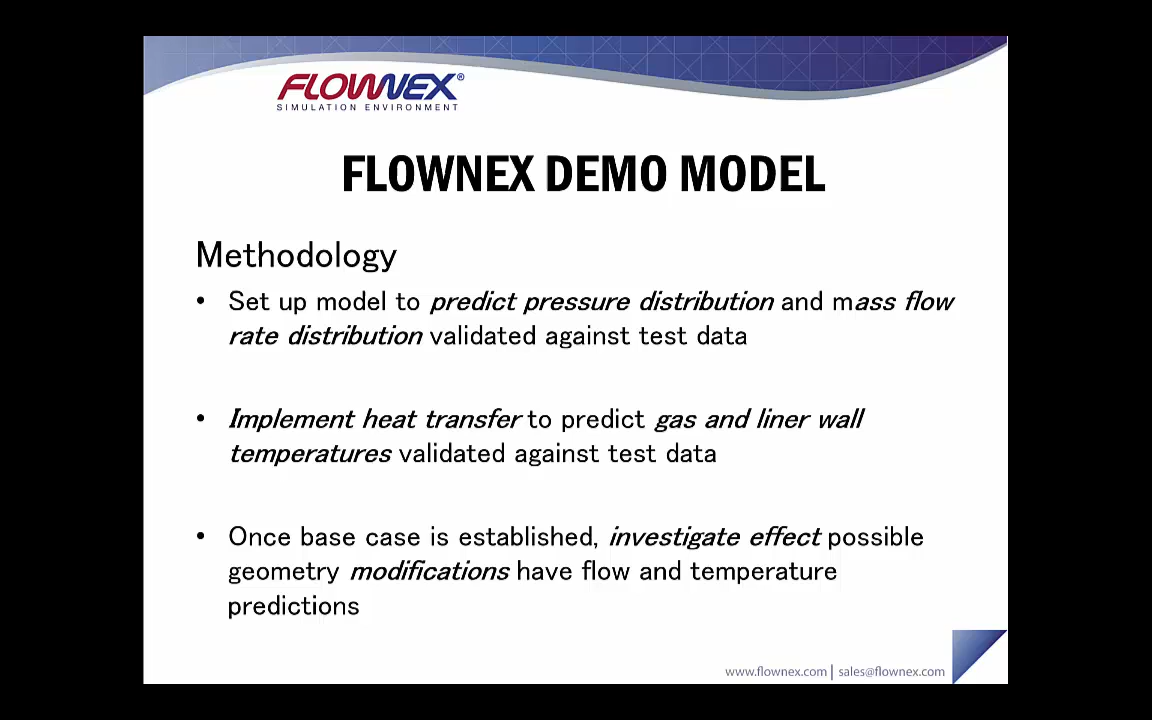 FLOWNEX®
SIMULATION ENVIRONMENT
FLOWNEX DEMO MODEL
Methodology
• Set up model to predict pressure distribution and mass flow
rate distribution validated against test data
• Implement heat transfer to predict gas and liner wall
temperatures validated against test data
• Once base case is established, investigate effect possible
geometry modifications have flow and temperature
predictions
www.flownex.com | sales@flownex.com